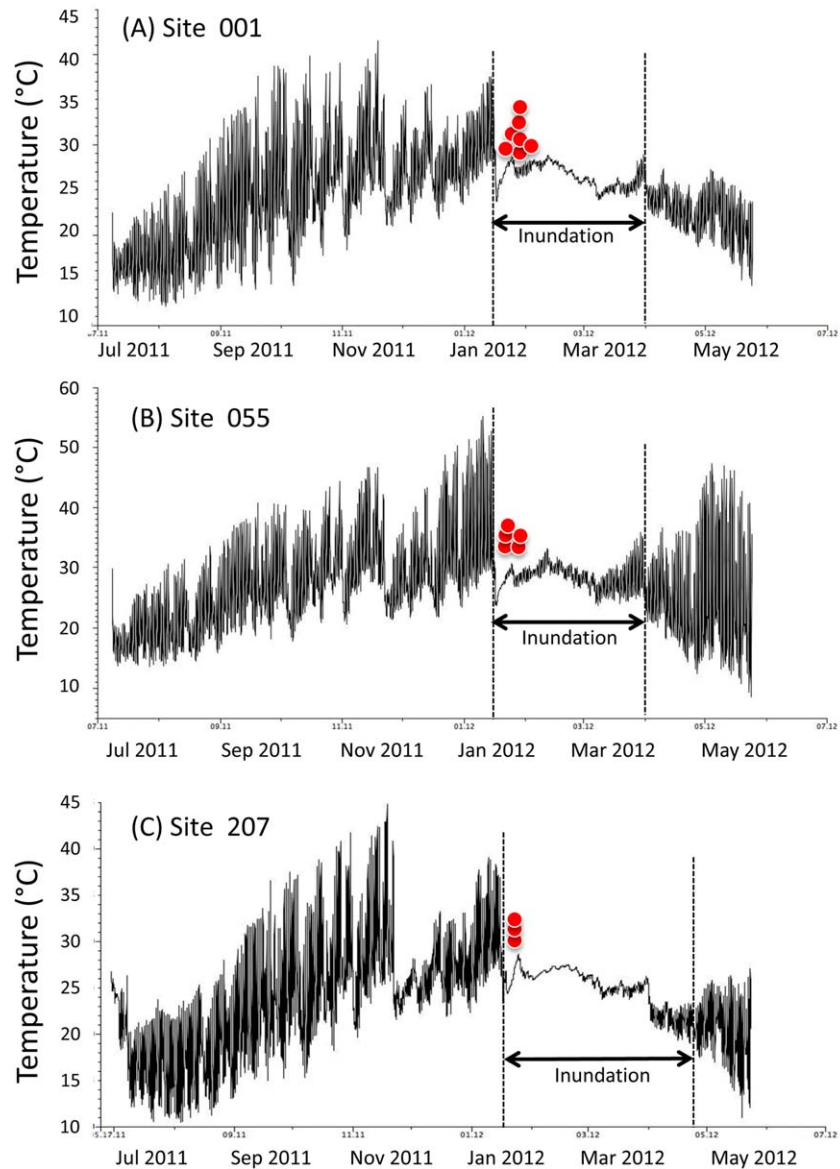 (A) Site 001
Temperature (°C)
45
40
35
30
25
20
15
10
Inundation
09.11
11.11
01.12
03.12
05.12
07.12
Jul 2011 Sep 2011 Nov 2011 Jan 2012 Mar 2012 May 2012
(B) Site 055
Temperature (°C)
60
50
40
30
20
10
Inundation
07.11 09.11 11.11 01.12 03.12 05.12 07.12
Jul 2011 Sep 2011 Nov 2011 Jan 2012 Mar 2012 May 2012
(C) Site 207
Temperature (°C)
45
40
35
30
25
20
15
10
Inundation
09.11 11.11 01.12 03.12 05.12 07.12
Jul 2011 Sep 2011 Nov 2011 Jan 2012 Mar 2012 May 2012